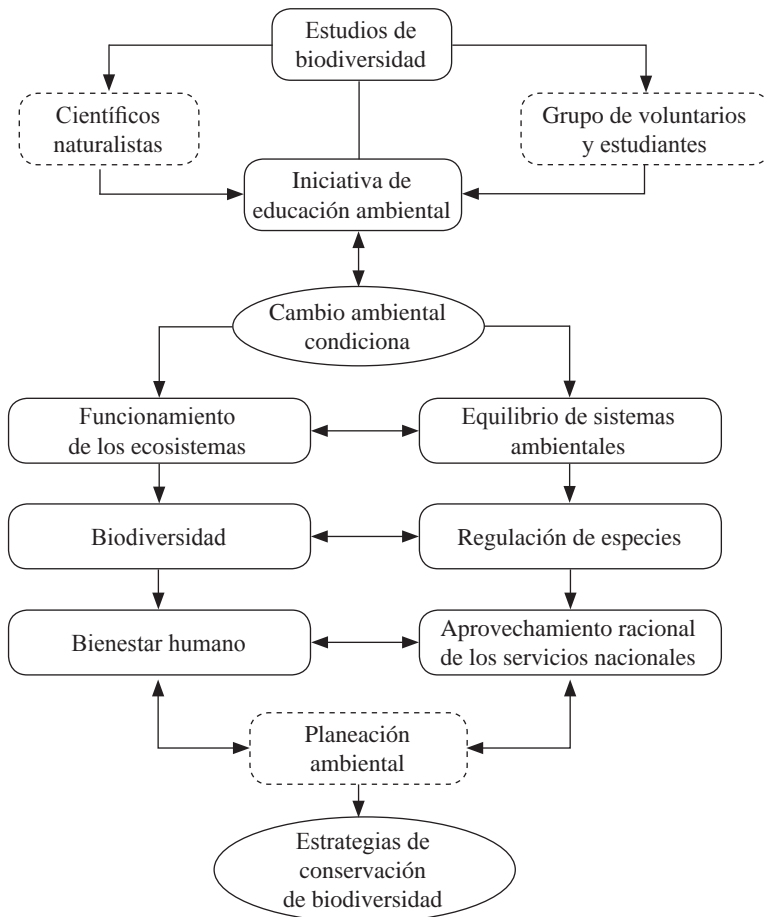 Estudios de
biodiversidad
Científicos
naturalistas
Grupo de voluntarios
y estudiantes
Iniciativa de
educación ambiental
Cambio ambiental
condiciona
Funcionamiento
de los ecosistemas
Equilibrio de sistemas
ambientales
Biodiversidad
Regulación de especies
Bienestar humano
Aprovechamiento racional
de los servicios nacionales
Planeación
ambiental
Estrategias de
conservación
de biodiversidad